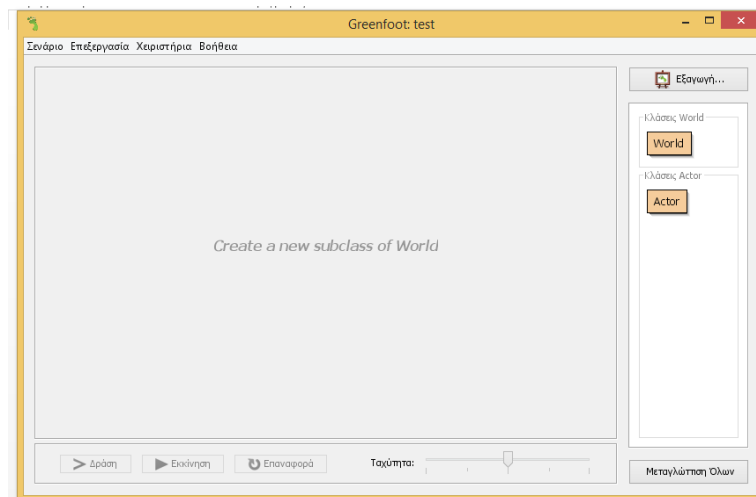 Greenfoot: test
Σενάριο Επεξεργασία Χειριστήρια Βοήθεια
Εξαγωγή...
Κλάσεις World
World
Κλάσεις Actor
Actor
Create a new subclass of World
Δράση Εκκίνηση Επαναφορά Ταχύτητα:
Μεταγλώττιση Όλων